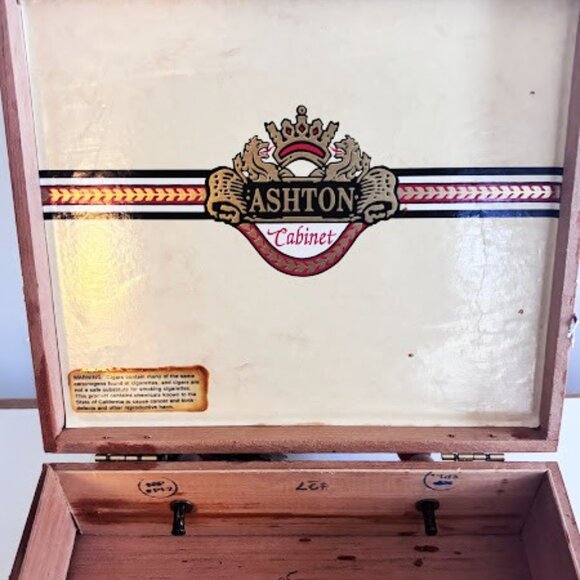 ASHTON
Cabinet
WARNING: Cigars contain many of the same
carcinogens found in cigarettes, and cigars are
not a safe substitute for smoking cigarettes.
This product contains chemicals known to the
State of California to cause cancer and birth
defects and other reproductive harm.